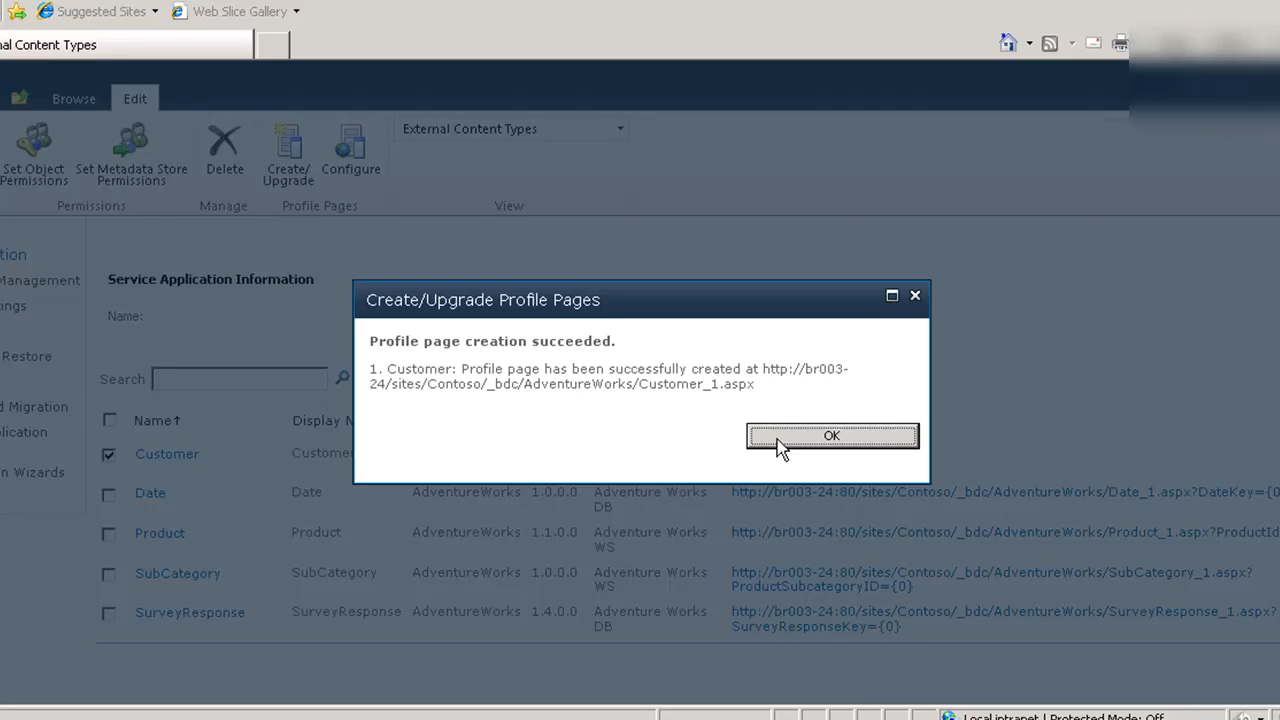 Suggested Sites
Web Slice Gallery
nal Content Types
Browse
Edit
External Content Types
Set Object
Permissions
Set Metadata Store
Permissions
Delete
Create/
Upgrade
Configure
Permissions
Manage
Profile Pages
View
tion
Management
Service Application Information
ings
Name:
Restore
Search
d Migration
plication
n Wizards
Create/Upgrade Profile Pages
Profile page creation succeeded.
1. Customer: Profile page has been successfully created at http://br003-
24/sites/Contoso/_bdc/AdventureWorks/Customer_1.aspx
OK
Name↑
Display N
Customer
Custome
Date
Date
AdventureWorks
1.0.0.0
Adventure Works
DB
http://br003-24:80/sites/Contoso/_bdc/AdventureWorks/Date_1.aspx?DateKey={0
Product
Product
AdventureWorks
1.1.0.0
Adventure Works
WS
http://br003-24:80/sites/Contoso/_bdc/AdventureWorks/Product_1.aspx?ProductId
SubCategory
SubCategory
AdventureWorks
1.0.0.0
Adventure Works
WS
http://br003-24:80/sites/Contoso/_bdc/AdventureWorks/SubCategory_1.aspx?
ProductSubcategoryID={0}
SurveyResponse
SurveyResponse
AdventureWorks
1.4.0.0
Adventure Works
DB
http://br003-24:80/sites/Contoso/_bdc/AdventureWorks/SurveyResponse_1.aspx?
SurveyResponseKey={0}
Local intranet | Protected Mode: Off